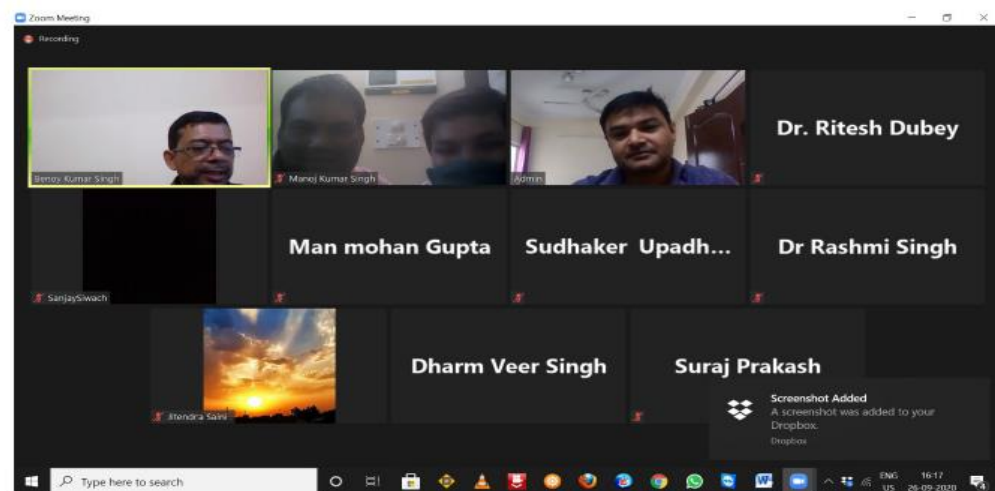 Zoom Meeting
Recording
Benoy Kumar Singh
Manoj Kumar Singh
Admin
Dr. Ritesh Dubey
SanjaySiwach
Man mohan Gupta
Sudhaker Upadh...
Dr Rashmi Singh
Jitendra Saini
Dharm Veer Singh
Suraj Prakash
Screenshot Added
A screenshot was added to your
Dropbox.
Dropbox
Type here to search
ENG
US
16:17
26-09-2020